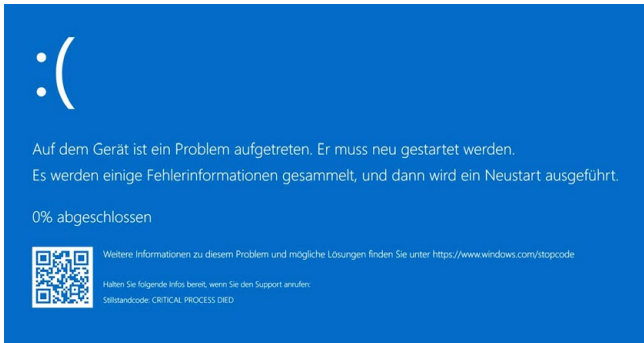 :(
Auf dem Gerät ist ein Problem aufgetreten. Er muss neu gestartet werden.
Es werden einige Fehlerinformationen gesammelt, und dann wird ein Neustart ausgeführt.
0% abgeschlossen
Weitere Informationen zu diesem Problem und mögliche Lösungen finden Sie unter https://www.windows.com/stopcode
Halten Sie folgende Infos bereit, wenn Sie den Support anrufen:
Stillstandcode: CRITICAL PROCESS DIED